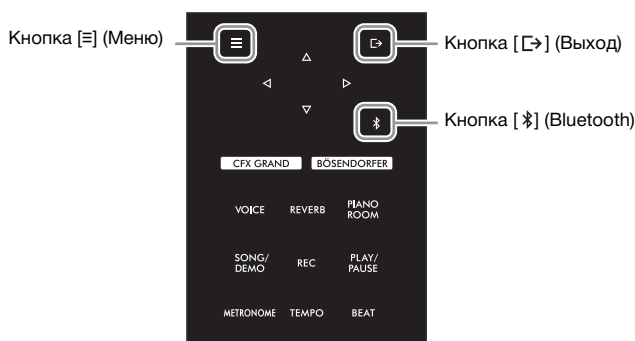 Кнопка [≡] (Меню)
Кнопка [ ] (Выход)
Кнопка [ ] (Bluetooth)
CFX GRAND BÖSENDORFER
VOICE REVERB PIANO ROOM
SONG/ DEMO REC PLAY/ PAUSE
METRONOME TEMPO BEAT